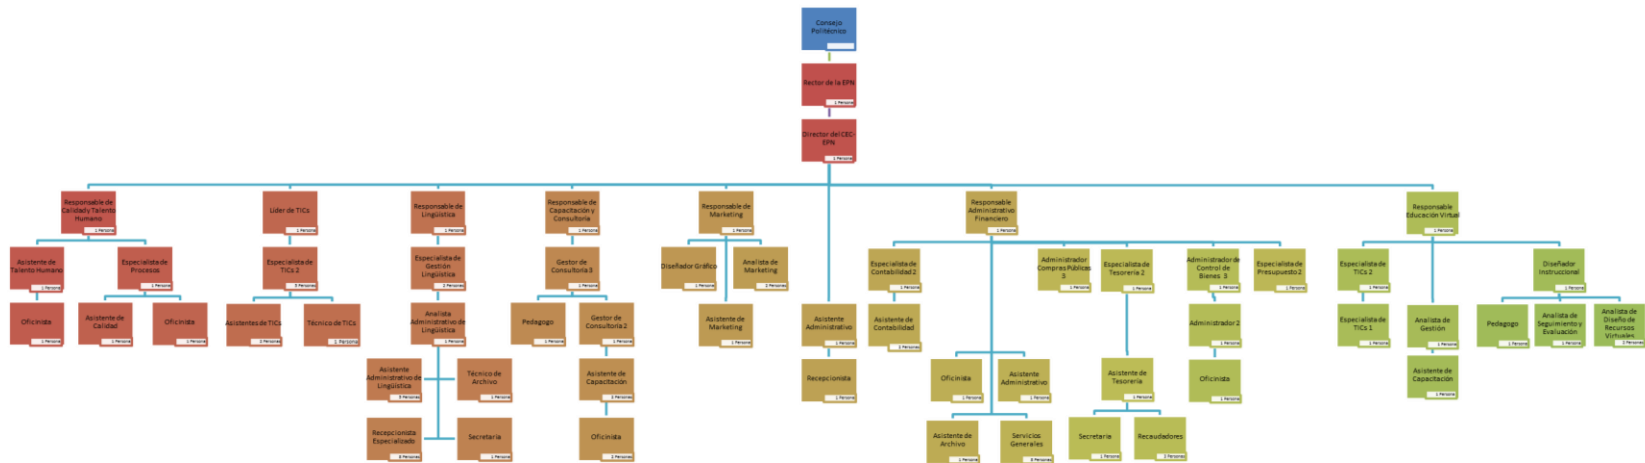 Consejo
Politécnico
Rector de la EPN
1 Persona
Director del CEC-
EPN
1 Persona
Responsable de
Calidad y Talento
Humano
1 Persona
Líder de TICs
1 Persona
Responsable de
Lingüística
1 Persona
Responsable de
Capacitación y
Consultoría
1 Persona
Responsable de
Marketing
1 Persona
Responsable
Administrativo
Financiero
1 Persona
Responsable
Educación Virtual
1 Persona
Asistente de
Talento Humano
1 Persona
Especialista de
Procesos
1 Persona
Especialista de
TICs 2
Especialista de
Gestión
Lingüística
2 Personas
Gestor de
Consultoría 3
1 Persona
Diseñador Gráfico
1 Persona
Analista de
Marketing
2 Personas
Especialista de
Contabilidad 2
1 Persona
Administrador
Compras Públicas
3
1 Persona
Especialista de
Tesorería 2
1 Persona
Administrador de
Control de
Bienes 3
1 Persona
Especialista de
Presupuesto 2
1 Persona
Especialista de
TICs 2
1 Persona
Diseñador
Instruccional
1 Persona
Oficinista
1 Persona
Asistente de
Calidad
1 Persona
Oficinista
1 Persona
Asistentes de TICs
Técnico de TICs
1 Persona
Analista
Administrativo de
Lingüística
1 Persona
Pedagogo
1 Persona
Gestor de
Consultoría 2
1 Persona
Asistente de
Marketing
1 Persona
Asistente
Administrativo
1 Persona
Asistente de
Contabilidad
Administrador 2
1 Persona
Especialista de
TICs 1
1 Persona
Analista de
Gestión
1 Persona
Pedagogo
1 Persona
Analista de
Seguimiento y
Evaluación
Analista de
Diseño de
Recursos
Virtuales
Asistente
Administrativo de
Lingüística
Técnico de
Archivo
1 Persona
Asistente de
Capacitación
Recepcionista
1 Persona
Oficinista
1 Persona
Asistente
Administrativo
1 Persona
Asistente de
Tesorería
1 Persona
Oficinista
1 Persona
Asistente de
Capacitación
1 Persona
Recepcionista
Especializado
Secretaria
1 Persona
Oficinista
2 Personas
Asistente de
Archivo
1 Persona
Servicios
Generales
Secretaria
1 Persona
Recaudadores